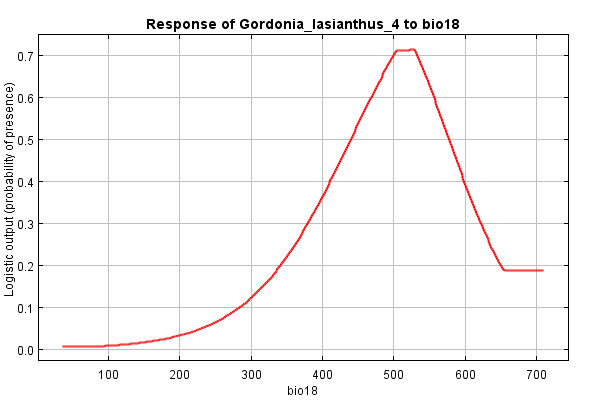 Response of Gordonia_lasianthus_4 to bio18
Logistic output (probability of presence)
0.7
0.6
0.5
0.4
0.3
0.2
0.1
0.0
100 200 300 400 500 600 700
bio18